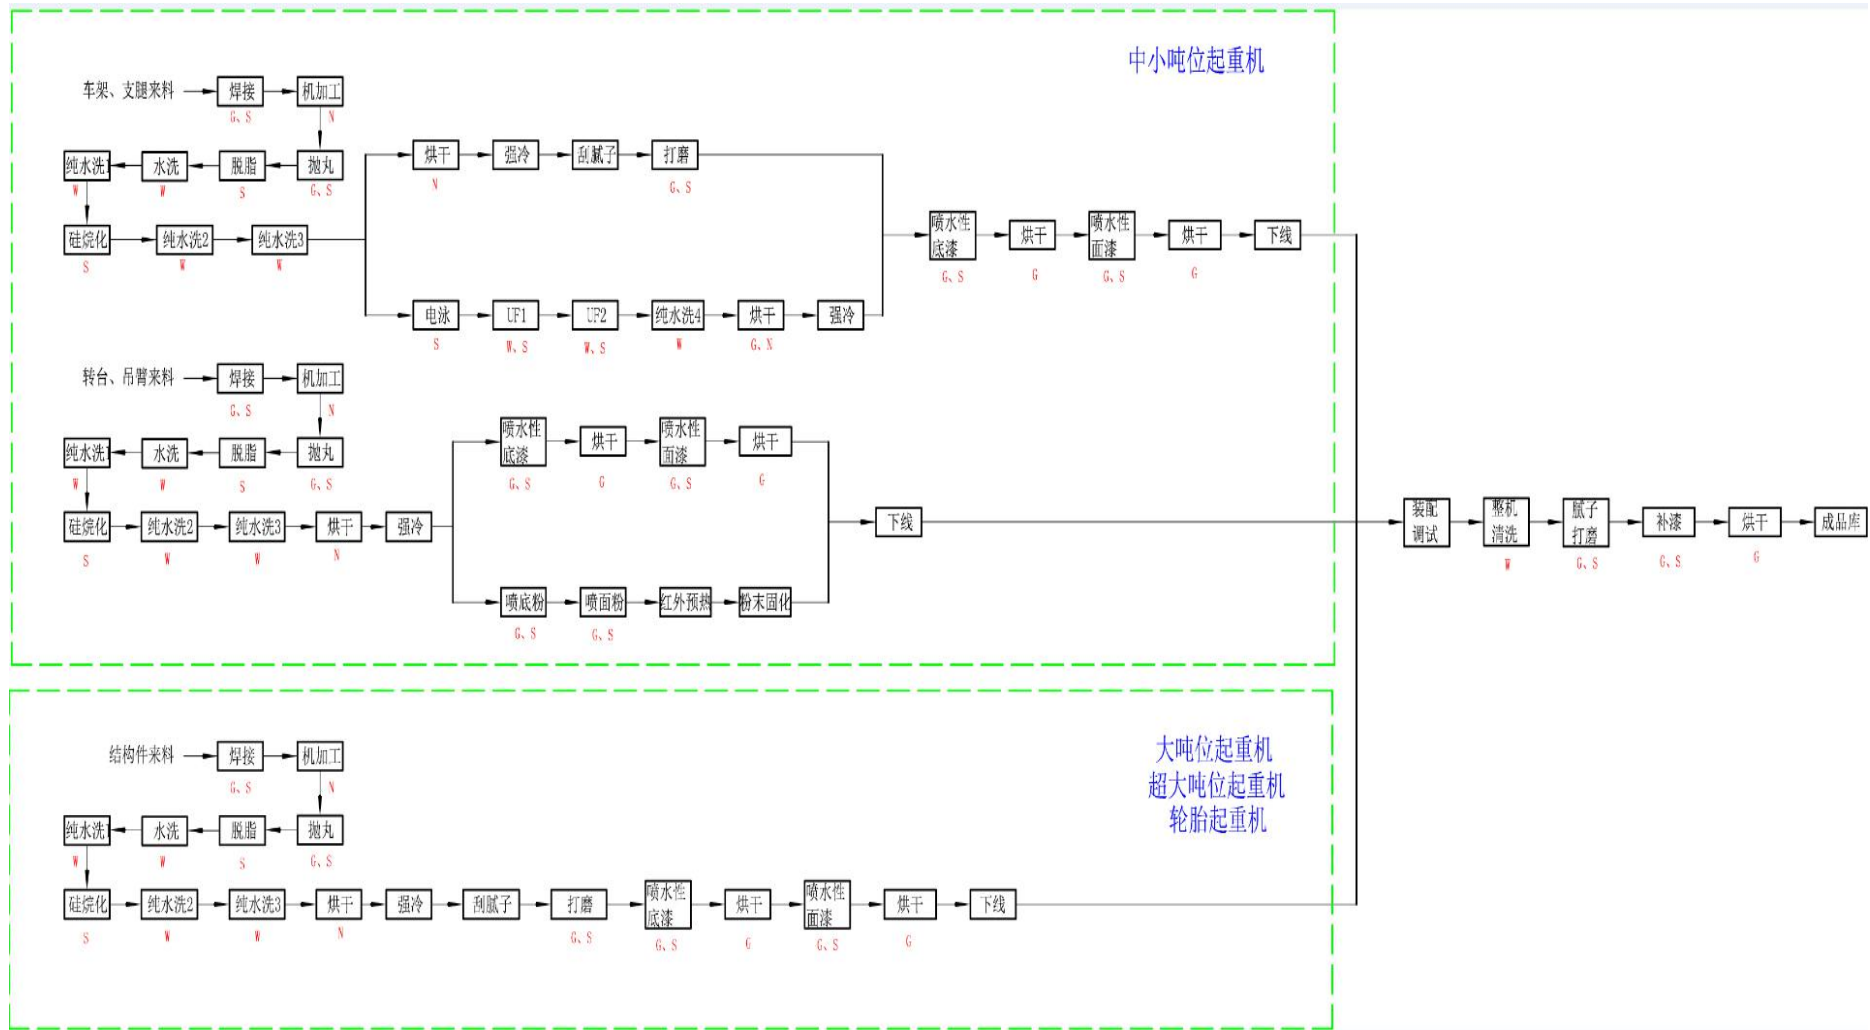 中小吨位起重机
车架、支腿来料 焊接 机加工
G、S N
纯水洗1 水洗 脱脂 抛丸
W W S G、S
硅烷化 纯水洗2 纯水洗3
S W W
烘干 强冷 刮腻子 打磨
N G、S
电泳 UF1 UF2 纯水洗4 烘干 强冷
S W、S W、S W G、N
喷水性
底漆
烘干
喷水性
面漆
烘干 下线
G、S G G、S G
转台、吊臂来料 焊接 机加工
G、S N
纯水洗1 水洗 脱脂 抛丸
W W S G、S
硅烷化 纯水洗2 纯水洗3 烘干 强冷
S W W N
喷水性
底漆
烘干
喷水性
面漆
烘干
G、S G G、S G
喷底粉 喷面粉 红外预热 粉末固化
G、S G、S
下线
装配
调试
整机
清洗
腻子
打磨
补漆 烘干 成品库
W G、S G、S G
大吨位起重机
超大吨位起重机
轮胎起重机
结构件来料 焊接 机加工
G、S N
纯水洗1 水洗 脱脂 抛丸
W W S G、S
硅烷化 纯水洗2 纯水洗3 烘干 强冷 刮腻子 打磨
喷水性
底漆
烘干
喷水性
面漆
烘干 下线
S W W N G、S G、S G G、S G